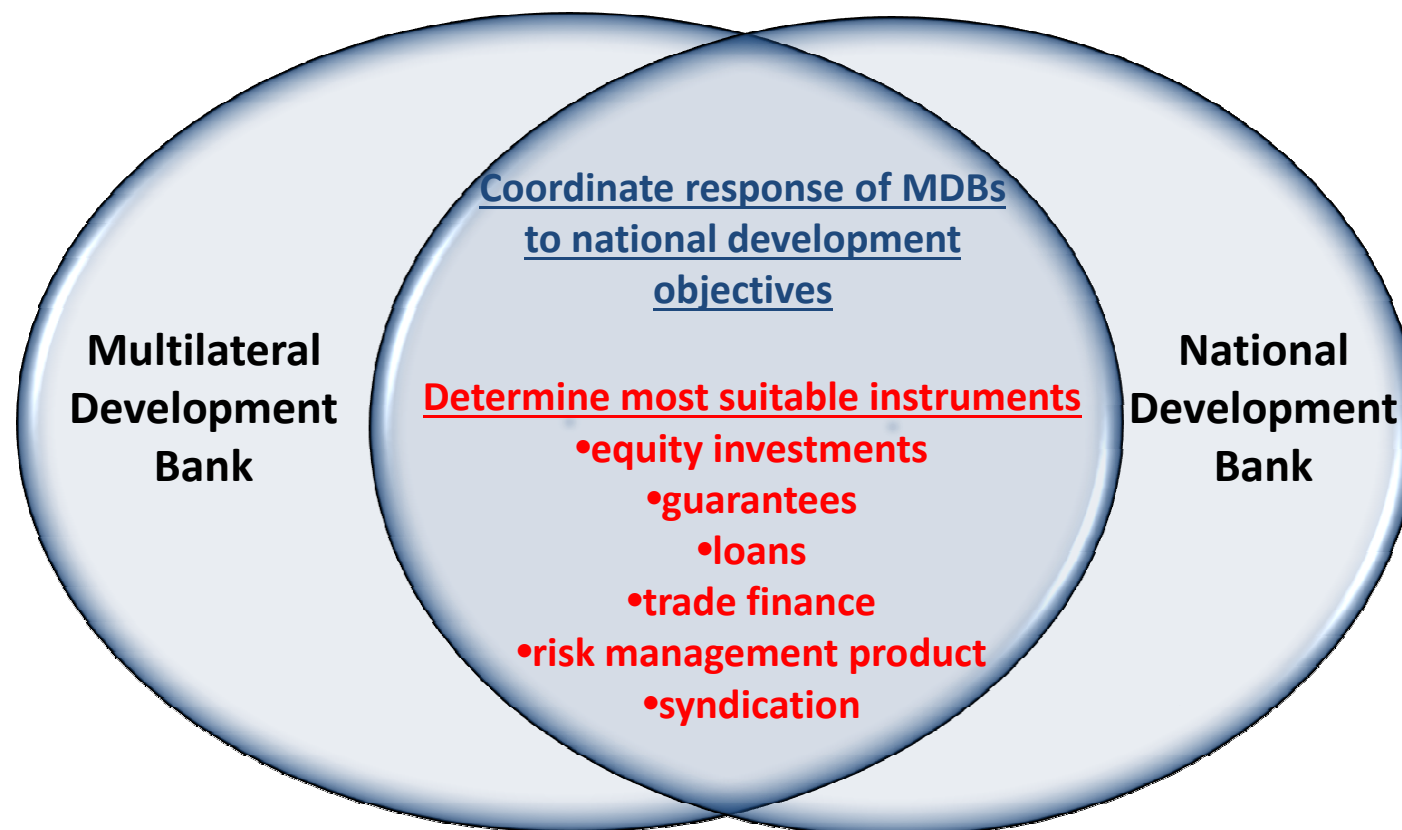 Coordinate response of MDBs
to national development
objectives
Multilateral
Development
Bank
Determine most suitable instruments
•equity investments
•guarantees
•loans
•trade finance
•risk management product
•syndication
National
Development
Bank